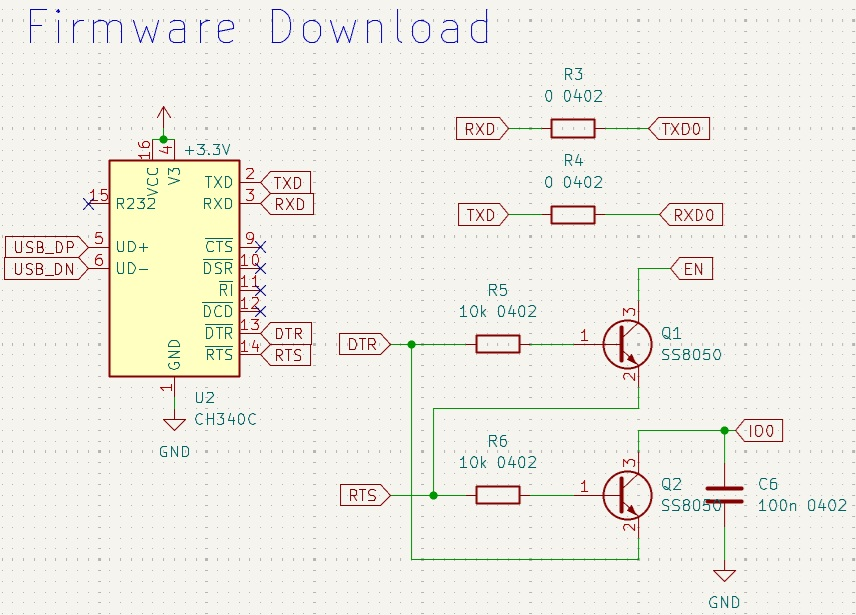 Firmware Download
R3
0 0402
RXD
TXD0
R4
0 0402
TXD
RXD0
16
4
+3.3V
VCC
V3
15
R232
TXD
2
TXD
RXD
3
RXD
USB_DP
5
UD+
USB_DN
6
UD-
CTS
9
DSR
10
RI
11
DCD
12
DTR
13
DTR
RTS
14
RTS
GND
1
U2
CH340C
GND
EN
R5
10k 0402
DTR
1
3
2
Q1
SS8050
R6
10k 0402
RTS
1
3
2
Q2
SS8050
IO0
C6
100n 0402
GND